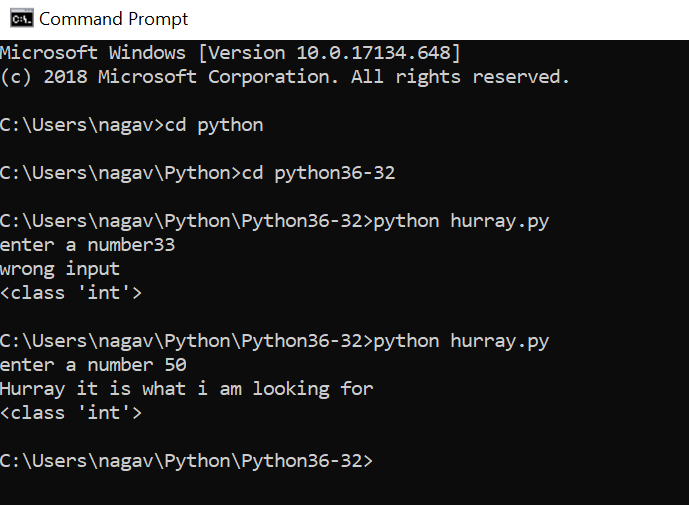 Command Prompt
Microsoft Windows [Version 10.0.17134.648]
(c) 2018 Microsoft Corporation. All rights reserved.
C:\Users\nagav>cd python
C:\Users\nagav\Python>cd python36-32
C:\Users\nagav\Python\Python36-32>python hurray.py
enter a number33
wrong input
<class 'int'>
C:\Users\nagav\Python\Python36-32>python hurray.py
enter a number 50
Hurray it is what i am looking for
<class 'int'>
C:\Users\nagav\Python\Python36-32>